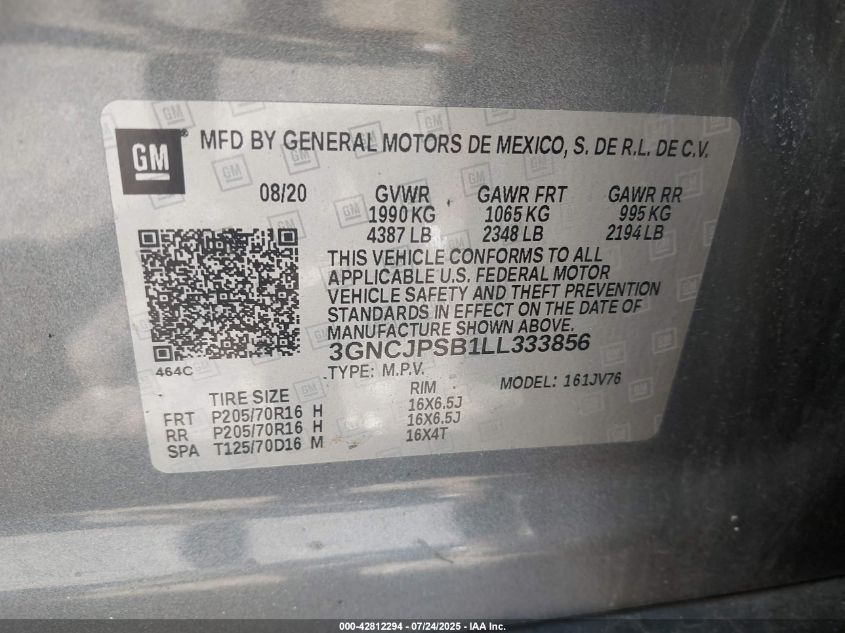 GM
MFD BY GENERAL MOTORS DE MEXICO, S. DE R.L. DE C.V.
08/20 GVWR GAWR FRT GAWR RR
1990 KG 1065 KG 995 KG
4387 LB 2348 LB 2194 LB
THIS VEHICLE CONFORMS TO ALL
APPLICABLE U.S. FEDERAL MOTOR
VEHICLE SAFETY AND THEFT PREVENTION
STANDARDS IN EFFECT ON THE DATE OF
MANUFACTURE SHOWN ABOVE.
3GNCJPSB1LL333856
464C
TYPE: M.P.V. MODEL: 161JV76
TIRE SIZE RIM
FRT P205/70R16 H 16X6.5J
RR P205/70R16 H 16X6.5J
SPA T125/70D16 M 16X4T
000-42812294 - 07/24/2025 - IAA Inc.